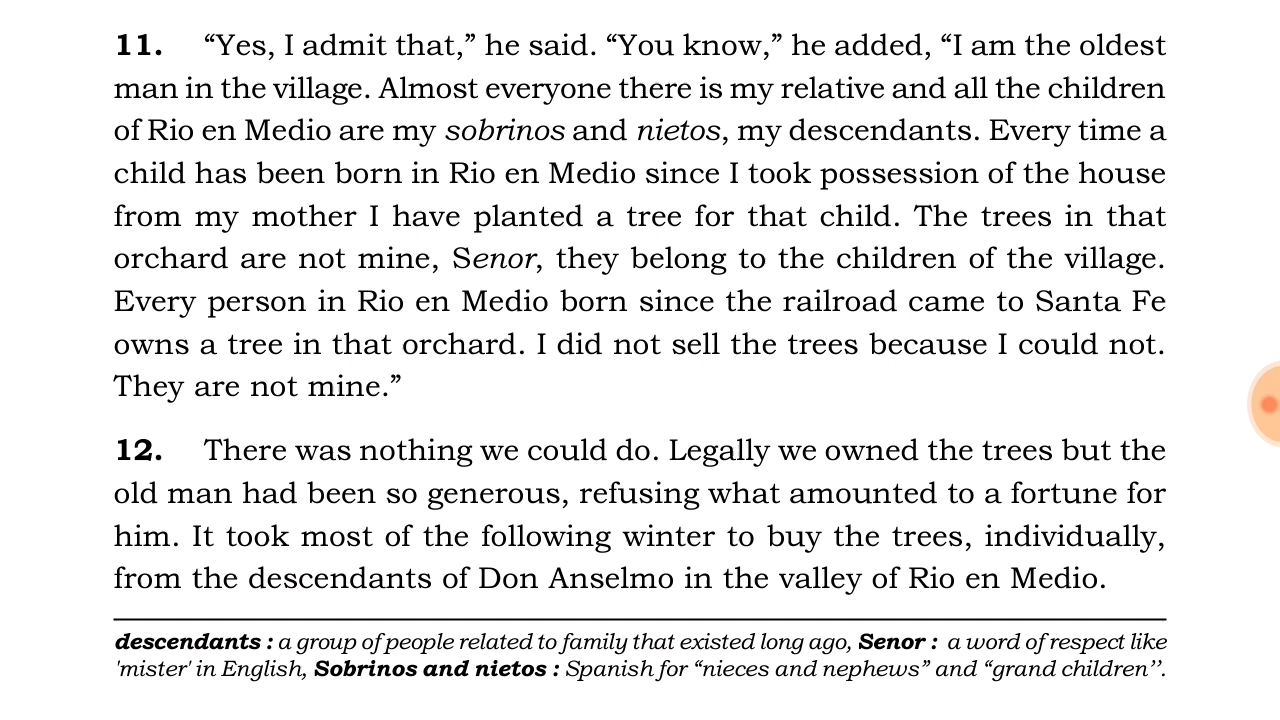 11. “Yes, I admit that,” he said. “You know,” he added, “I am the oldest
man in the village. Almost everyone there is my relative and all the children
of Rio en Medio are my sobrinos and nietos, my descendants. Every time a
child has been born in Rio en Medio since I took possession of the house
from my mother I have planted a tree for that child. The trees in that
orchard are not mine, Senor, they belong to the children of the village.
Every person in Rio en Medio born since the railroad came to Santa Fe
owns a tree in that orchard. I did not sell the trees because I could not.
They are not mine.”
12. There was nothing we could do. Legally we owned the trees but the
old man had been so generous, refusing what amounted to a fortune for
him. It took most of the following winter to buy the trees, individually,
from the descendants of Don Anselmo in the valley of Rio en Medio.
descendants : a group of people related to family that existed long ago, Senor : a word of respect like
'mister' in English, Sobrinos and nietos : Spanish for “nieces and nephews” and “grand children’’.